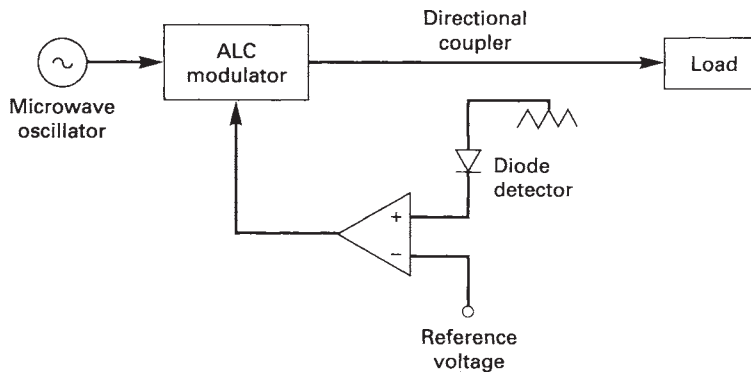 Microwave
oscillator
ALC
modulator
Directional
coupler
Load
Diode
detector
+
−
Reference
voltage